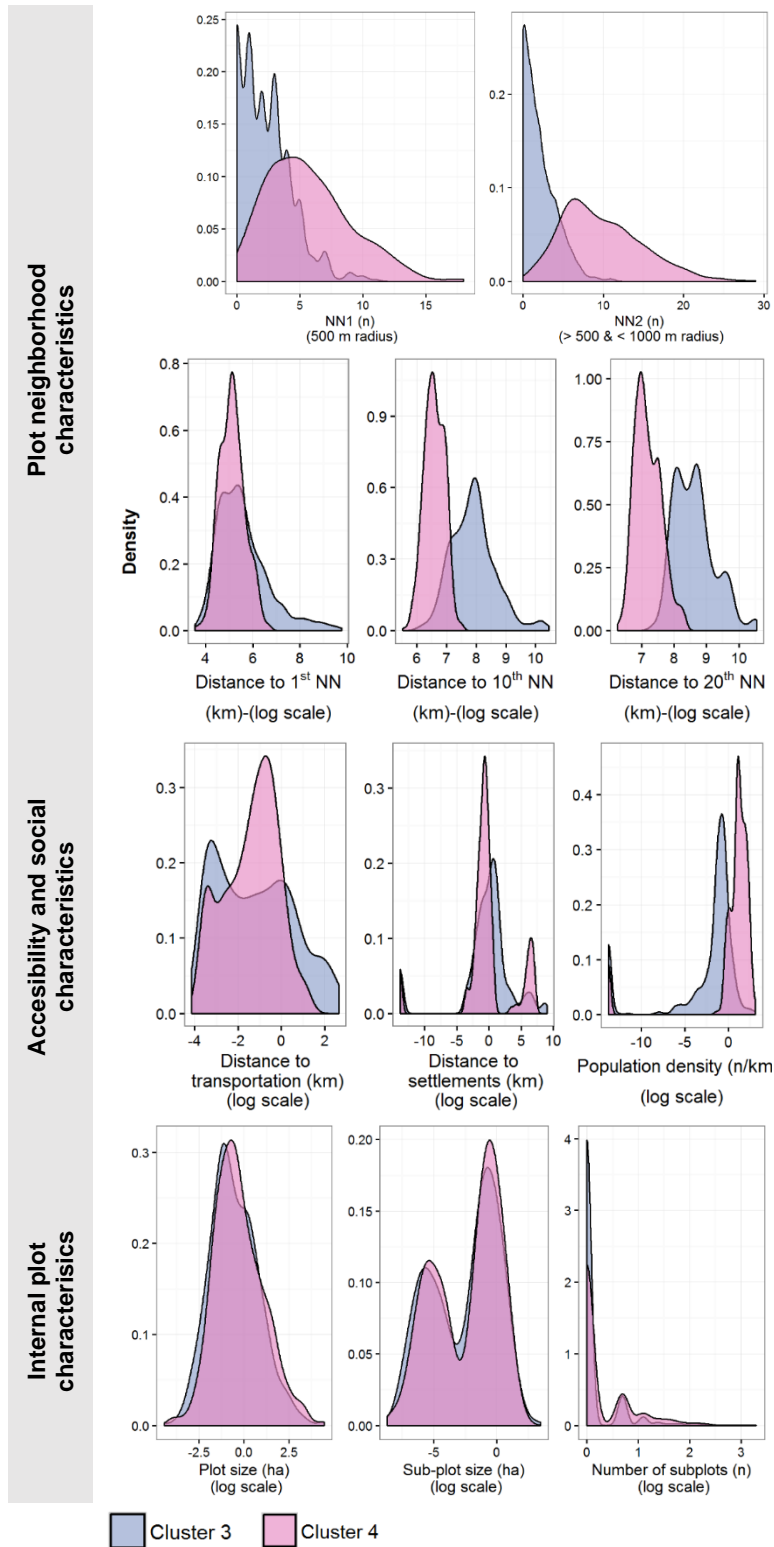 Plot neighborhood
characteristics
Density
0.25
0.20
0.15
0.10
0.05
0.00
0
5
10
15
NN1 (n)
(500 m radius)
0.2
0.1
0.0
0
10
20
30
NN2 (n)
(> 500 & < 1000 m radius)
0.8
0.6
0.4
0.2
0.0
4
6
8
10
Distance to 1st NN
(km)-(log scale)
0.9
0.6
0.3
0.0
6
7
8
9
10
Distance to 10th NN
(km)-(log scale)
1.00
0.75
0.50
0.25
0.00
7
8
9
10
Distance to 20th NN
(km)-(log scale)
Accesibility and social
characteristics
0.3
0.2
0.1
0.0
-4
-2
0
2
Distance to
transportation (km)
(log scale)
0.3
0.2
0.1
0.0
-10
-5
0
5
10
Distance to
settlements (km)
(log scale)
0.4
0.3
0.2
0.1
0.0
-10
-5
0
Population density (n/km
(log scale)
Internal plot
characterisics
0.3
0.2
0.1
0.0
-2.5
0.0
2.5
Plot size (ha)
(log scale)
0.20
0.15
0.10
0.05
0.00
-5
0
Sub-plot size (ha)
(log scale)
4
3
2
1
0
0
1
2
3
Number of subplots (n)
(log scale)
Cluster 3
Cluster 4